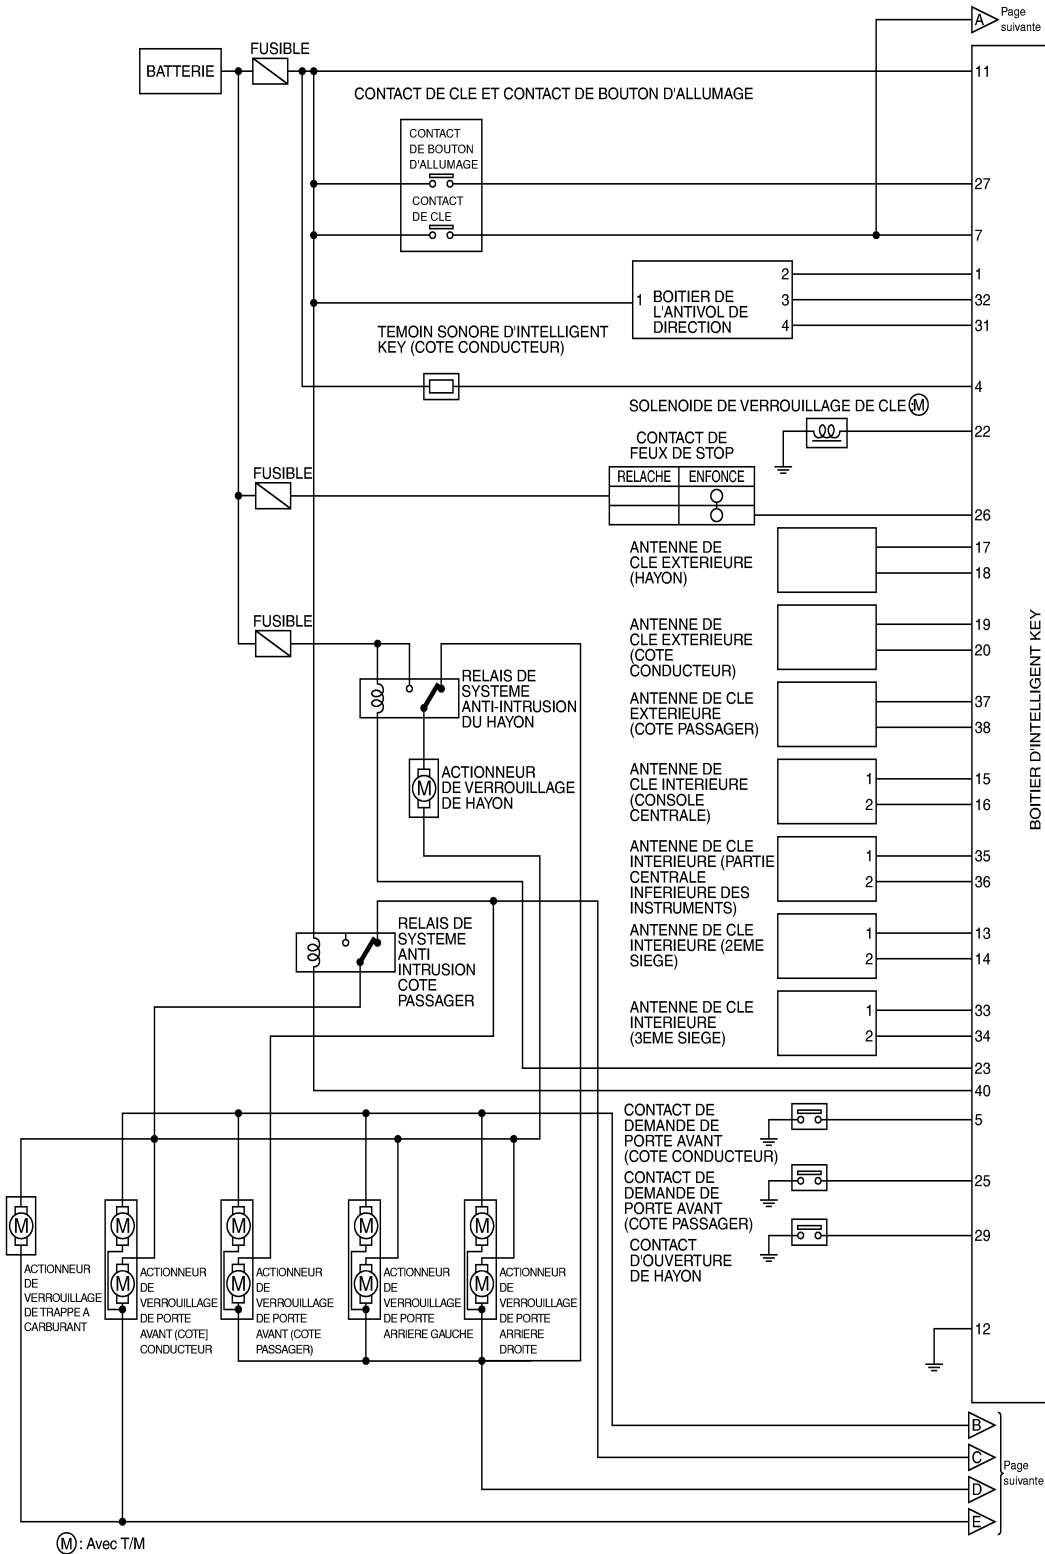 A Page
suivante
FUSIBLE
BATTERIE
11
CONTACT DE CLE ET CONTACT DE BOUTON D'ALLUMAGE
CONTACT
DE BOUTON
D'ALLUMAGE
27
CONTACT
DE CLE
7
2 1
1 BOITIER DE
L'ANTIVOL DE
DIRECTION
3 32
4 31
TEMOIN SONORE D'INTELLIGENT
KEY (COTE CONDUCTEUR)
4
SOLENOIDE DE VERROUILLAGE DE CLE :M
22
CONTACT DE
FEUX DE STOP
RELACHE ENFONCE
FUSIBLE
26
ANTENNE DE
CLE EXTERIEURE
(HAYON)
17
18
ANTENNE DE
CLE EXTERIEURE
(COTE
CONDUCTEUR)
19
20
FUSIBLE
RELAIS DE
SYSTEME
ANTI-INTRUSION
DU HAYON
ANTENNE DE CLE
EXTERIEURE
(COTE PASSAGER)
37
38
BOITIER D'INTELLIGENT KEY
M
ACTIONNEUR
DE VERROUILLAGE
DE HAYON
ANTENNE DE
CLE INTERIEURE
(CONSOLE
CENTRALE)
1 15
2 16
ANTENNE DE CLE
INTERIEURE (PARTIE
CENTRALE
INFERIEURE DES
INSTRUMENTS)
1 35
2 36
RELAIS DE
SYSTEME
ANTI
INTRUSION
COTE
PASSAGER
ANTENNE DE CLE
INTERIEURE (2EME
SIEGE)
1 13
2 14
ANTENNE DE CLE
INTERIEURE
(3EME SIEGE)
1 33
2 34
23
40
CONTACT DE
DEMANDE DE
PORTE AVANT
(COTE CONDUCTEUR)
5
CONTACT DE
DEMANDE DE
PORTE AVANT
(COTE PASSAGER)
25
CONTACT
D'OUVERTURE
DE HAYON
29
M M M M M
M M M M
ACTIONNEUR
DE
VERROUILLAGE
DE TRAPPE A
CARBURANT
ACTIONNEUR
DE
VERROUILLAGE
DE PORTE
AVANT (COTE]
CONDUCTEUR
ACTIONNEUR
DE
VERROUILLAGE
DE PORTE
AVANT (COTE
PASSAGER)
ACTIONNEUR
DE
VERROUILLAGE
DE PORTE
ARRIERE GAUCHE
ACTIONNEUR
DE
VERROUILLAGE
DE PORTE
ARRIERE
DROITE
12
B
C
D
E
Page
suivante
M : Avec T/M